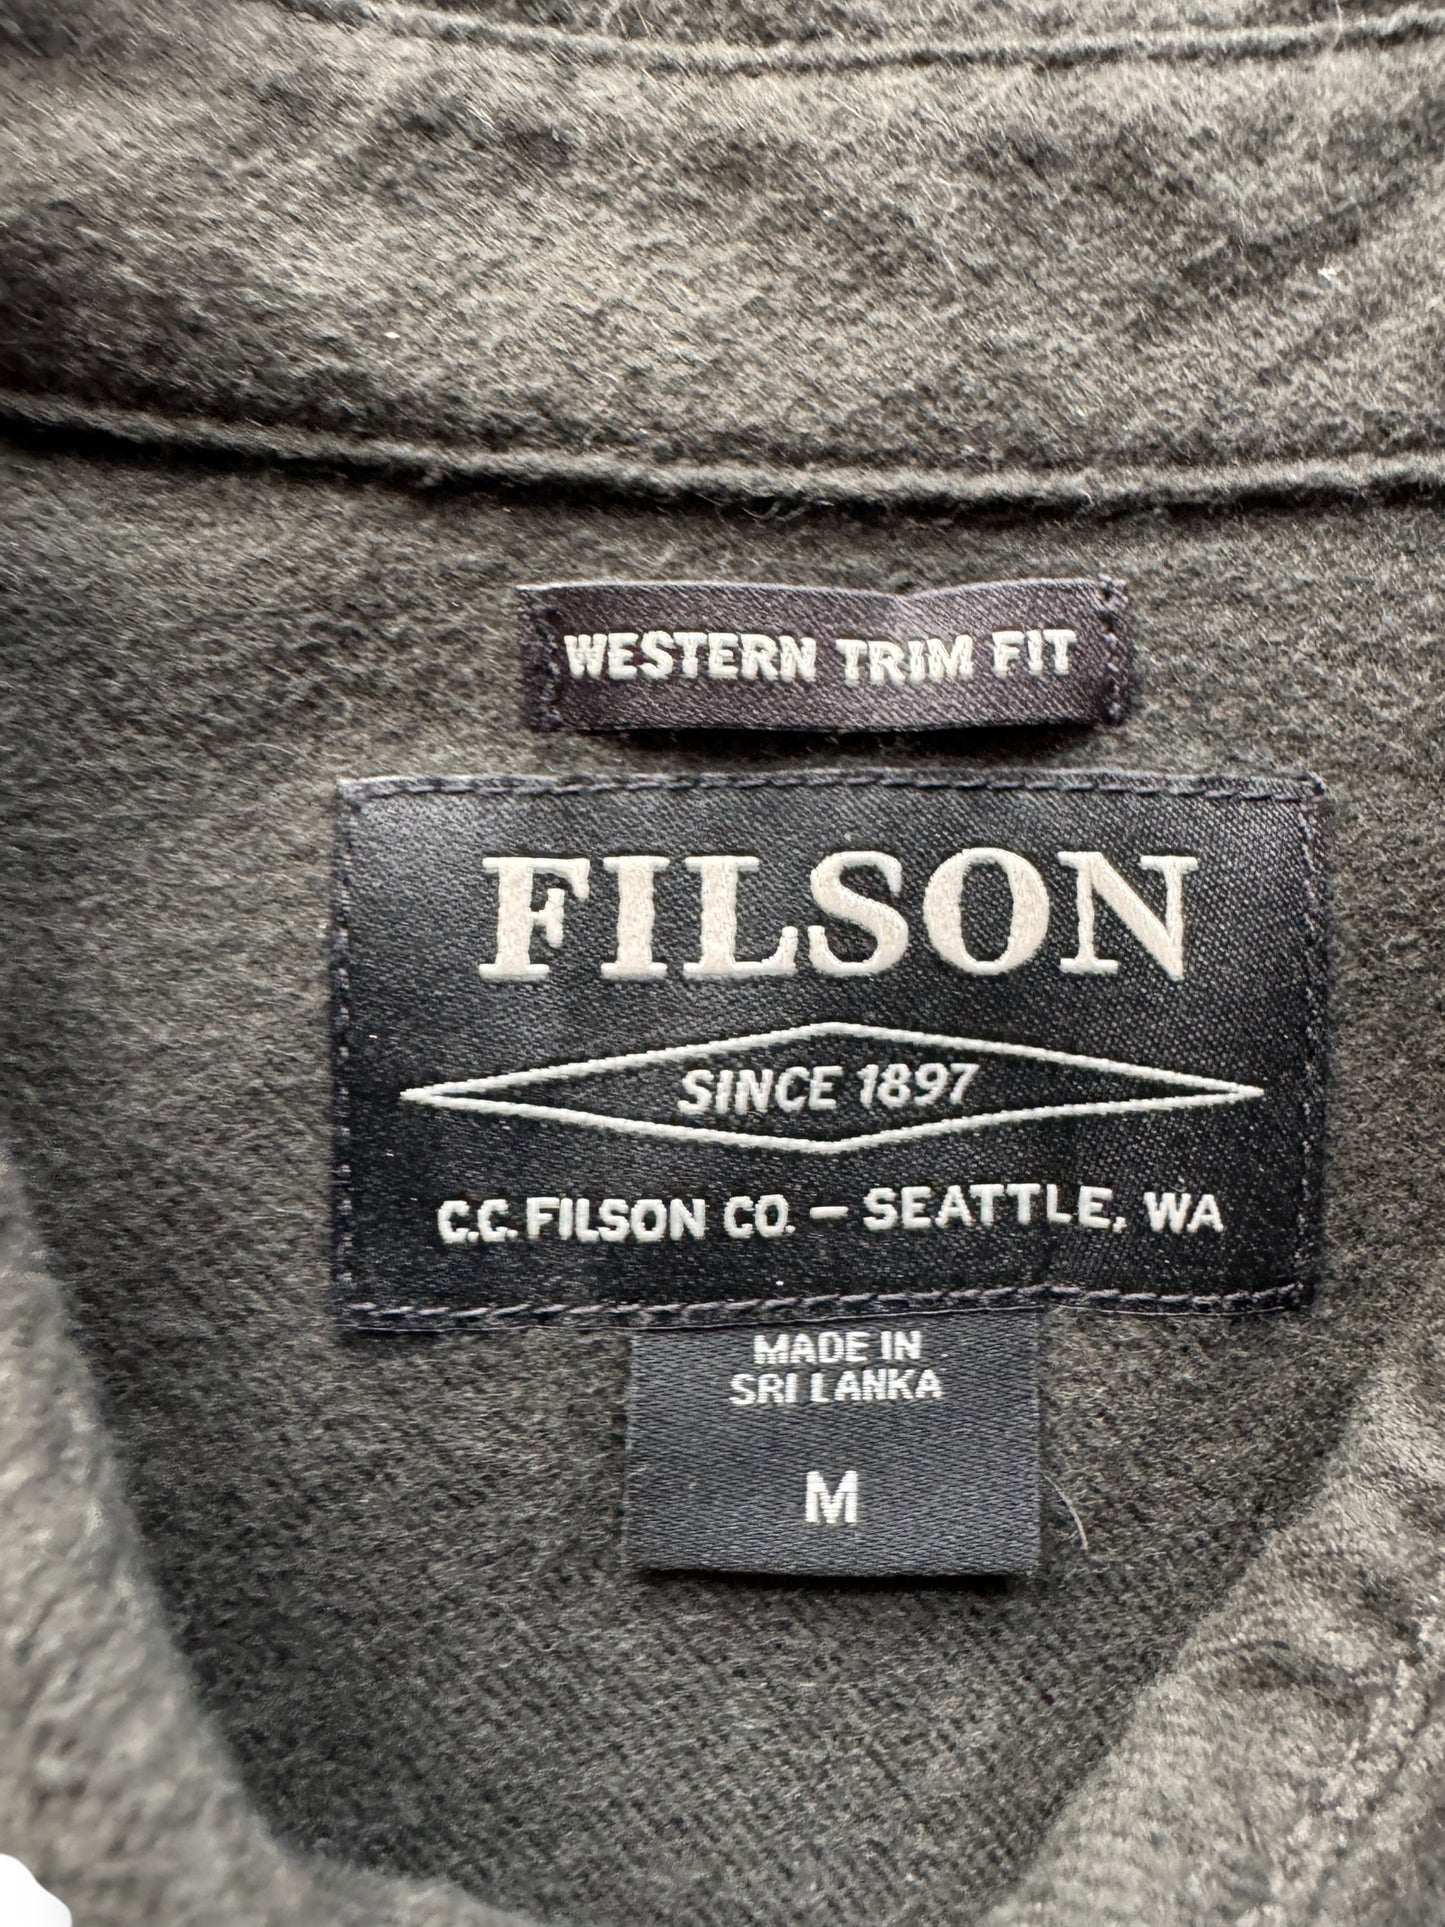 WESTERN TRIM FIT
FILSON
SINCE 1897
C.C. FILSON CO. – SEATTLE, WA
MADE IN
SRI LANKA
M